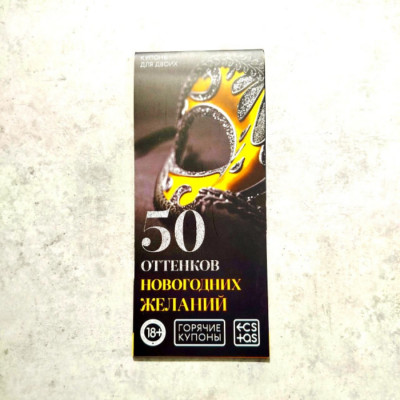 КУПОНЫ
ДЛЯ ДВОИХ
50
ОТТЕНКОВ
НОВОГОДНИХ
ЖЕЛАНИЙ
18+
ГОРЯЧИЕ
КУПОНЫ